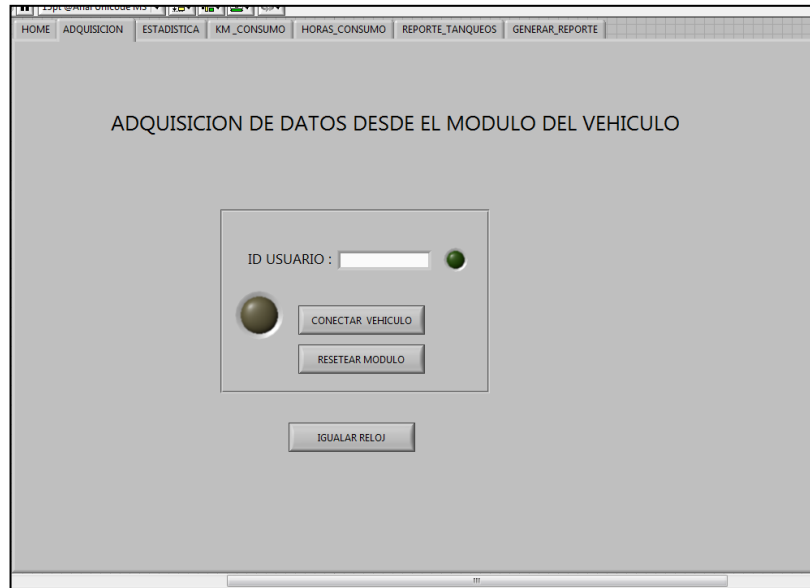 HOME ADQUISICION ESTADISTICA KM_CONSUMO HORAS_CONSUMO REPORTE_TANQUEOS GENERAR_REPORTE
ADQUISICION DE DATOS DESDE EL MODULO DEL VEHICULO
ID USUARIO :
CONECTAR VEHICULO
RESETEAR MODULO
IGUALAR RELOJ